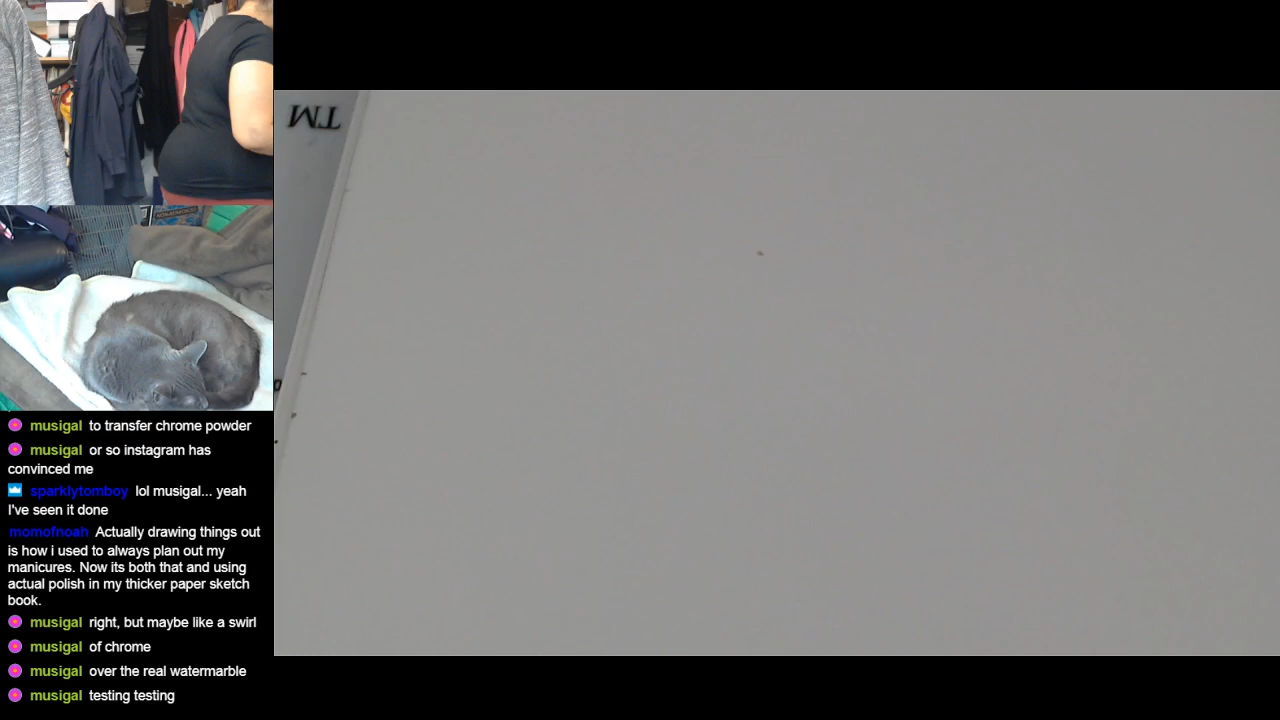 TM
musigal to transfer chrome powder
musigal or so instagram has
convinced me
sparklytomboy lol musigal... yeah
I've seen it done
momofnoah Actually drawing things out
is how i used to always plan out my
manicures. Now its both that and using
actual polish in my thicker paper sketch
book.
musigal right, but maybe like a swirl
musigal of chrome
musigal over the real watermarble
musigal testing testing